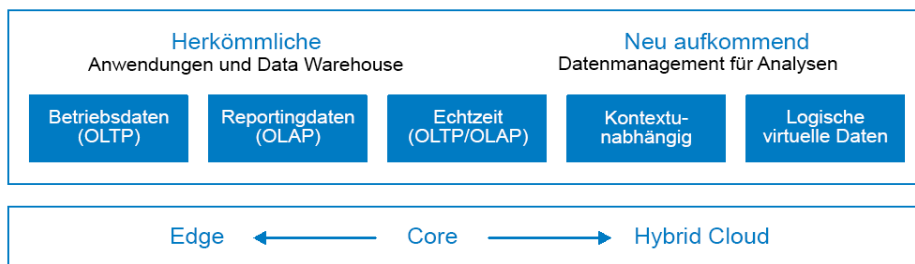 Herkömmliche
Anwendungen und Data Warehouse
Neu aufkommend
Datenmanagement für Analysen
Betriebsdaten
(OLTP)
Reportingdaten
(OLAP)
Echtzeit
(OLTP/OLAP)
Kontextu-
nabhängig
Logische
virtuelle Daten
Edge
Core
Hybrid Cloud